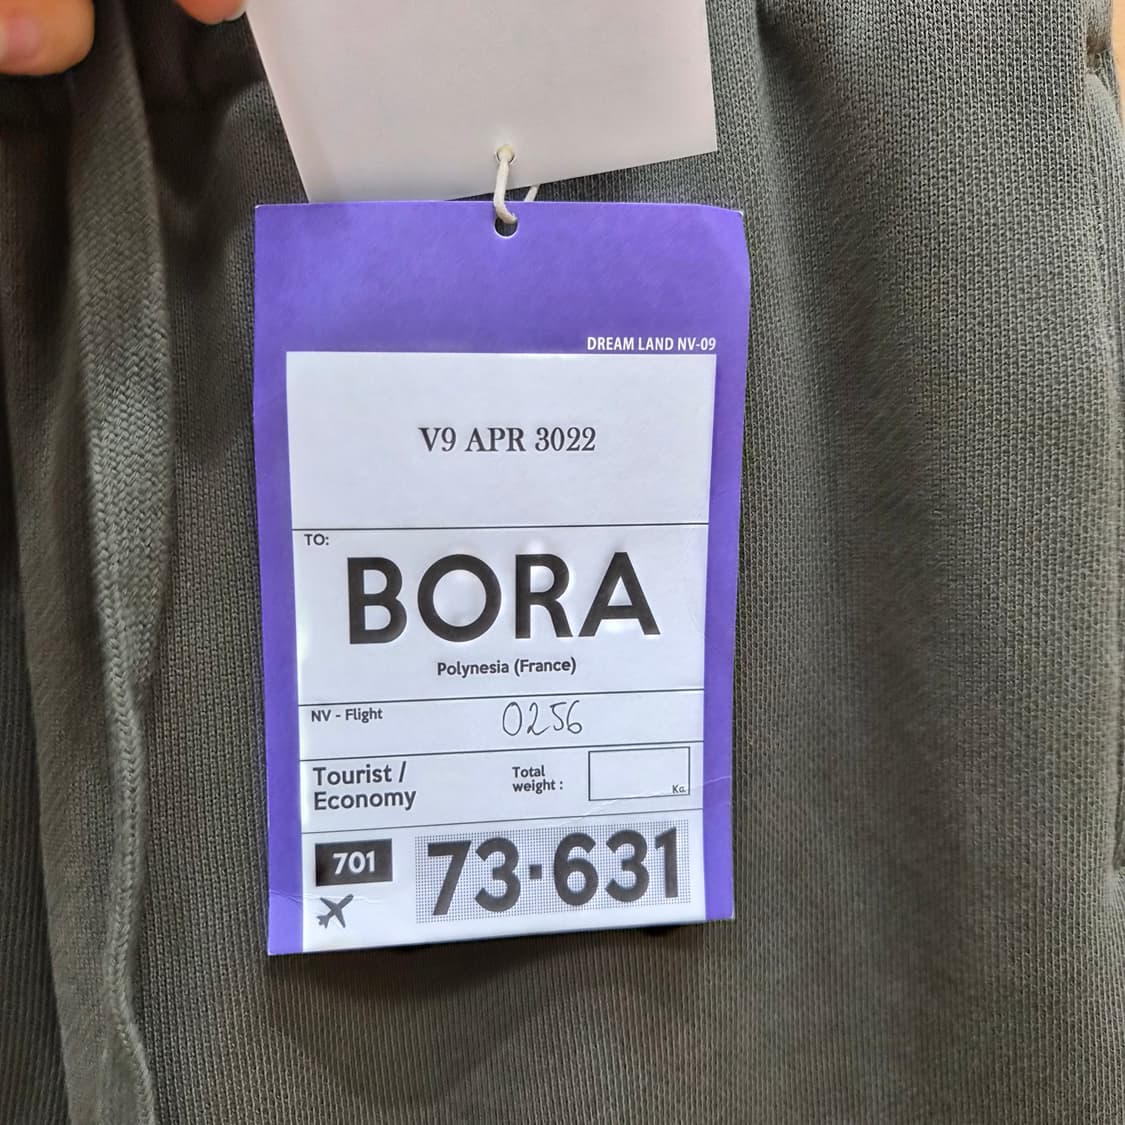 DREAM LAND NV-09
V9 APR 3022
TO:
BORA
Polynesia (France)
NV - Flight 0256
Tourist / Economy
Total weight :
Kg.
701
73·631